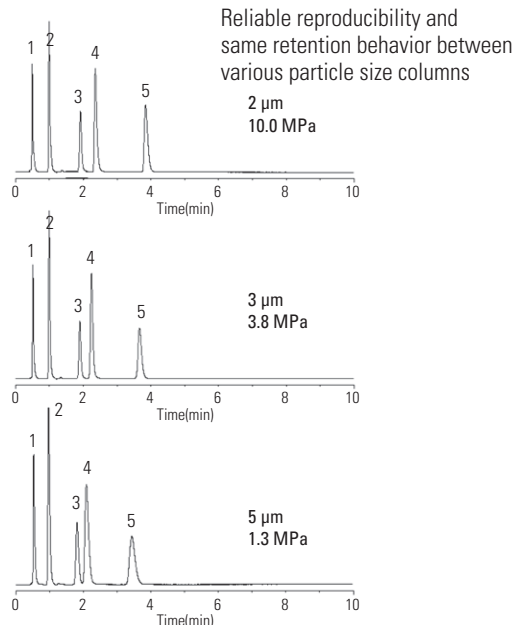 Reliable reproducibility and
same retention behavior between
various particle size columns
1
2
3
4
5
2 µm
10.0 MPa
0 2 4 6 8 10
Time(min)
1
2
3
4
5
3 µm
3.8 MPa
0 2 4 6 8 10
Time(min)
1
2
3
4
5
5 µm
1.3 MPa
0 2 4 6 8 10
Time(min)